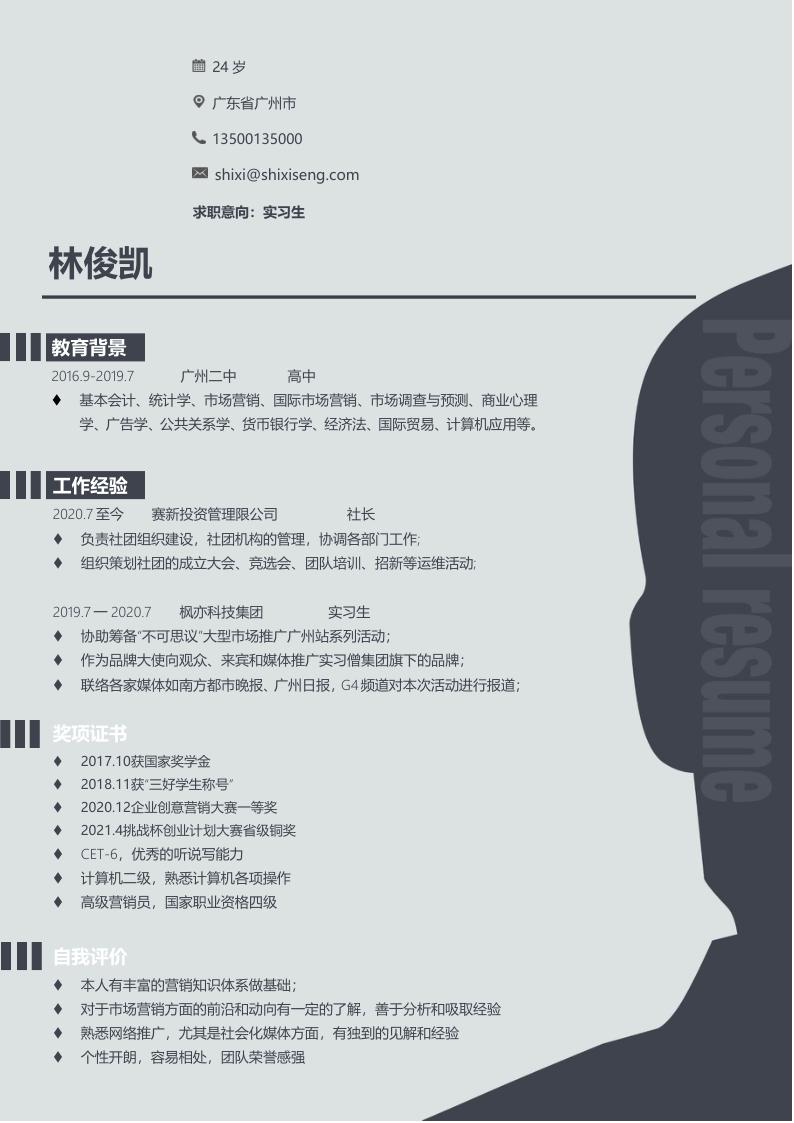 24 岁
广东省广州市
13500135000
shixi@shixiseng.com
求职意向：实习生
林俊凯
教育背景
2016.9-2019.7 广州二中 高中
基本会计、统计学、市场营销、国际市场营销、市场调查与预测、商业心理
学、广告学、公共关系学、货币银行学、经济法、国际贸易、计算机应用等。
工作经验
2020.7 至今 赛新投资管理限公司 社长
负责社团组织建设，社团机构的管理，协调各部门工作;
组织策划社团的成立大会、竞选会、团队培训、招新等运维活动;
2019.7 一 2020.7 枫亦科技集团 实习生
协助筹备“不可思议”大型市场推广广州站系列活动；
作为品牌大使向观众、来宾和媒体推广实习僧集团旗下的品牌；
联络各家媒体如南方都市晚报、广州日报，G4 频道对本次活动进行报道；
奖项证书
2017.10获国家奖学金
2018.11获“三好学生称号”
2020.12企业创意营销大赛一等奖
2021.4挑战杯创业计划大赛省级铜奖
CET-6，优秀的听说写能力
计算机二级，熟悉计算机各项操作
高级营销员，国家职业资格四级
自我评价
本人有丰富的营销知识体系做基础；
对于市场营销方面的前沿和动向有一定的了解，善于分析和吸取经验
熟悉网络推广，尤其是社会化媒体方面，有独到的见解和经验
个性开朗，容易相处，团队荣誉感强
Personal resume